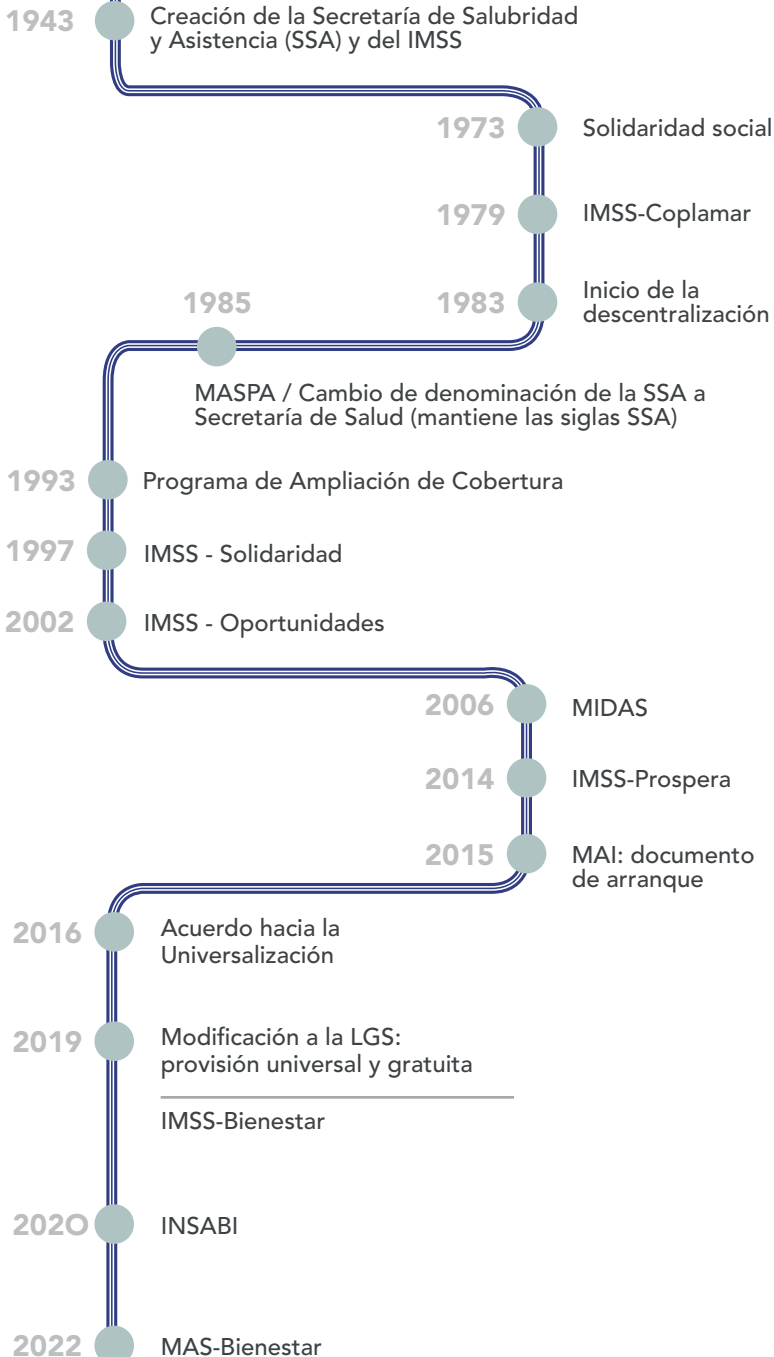 1943
Creación de la Secretaría de Salubridad
y Asistencia (SSA) y del IMSS
1973
Solidaridad social
1979
IMSS-Coplamar
1983
Inicio de la
descentralización
1985
MASPA / Cambio de denominación de la SSA a
Secretaría de Salud (mantiene las siglas SSA)
1993
Programa de Ampliación de Cobertura
1997
IMSS - Solidaridad
2002
IMSS - Oportunidades
2006
MIDAS
2014
IMSS-Prospera
2015
MAI: documento
de arranque
2016
Acuerdo hacia la
Universalización
2019
Modificación a la LGS:
provisión universal y gratuita
IMSS-Bienestar
202O
INSABI
2022
MAS-Bienestar